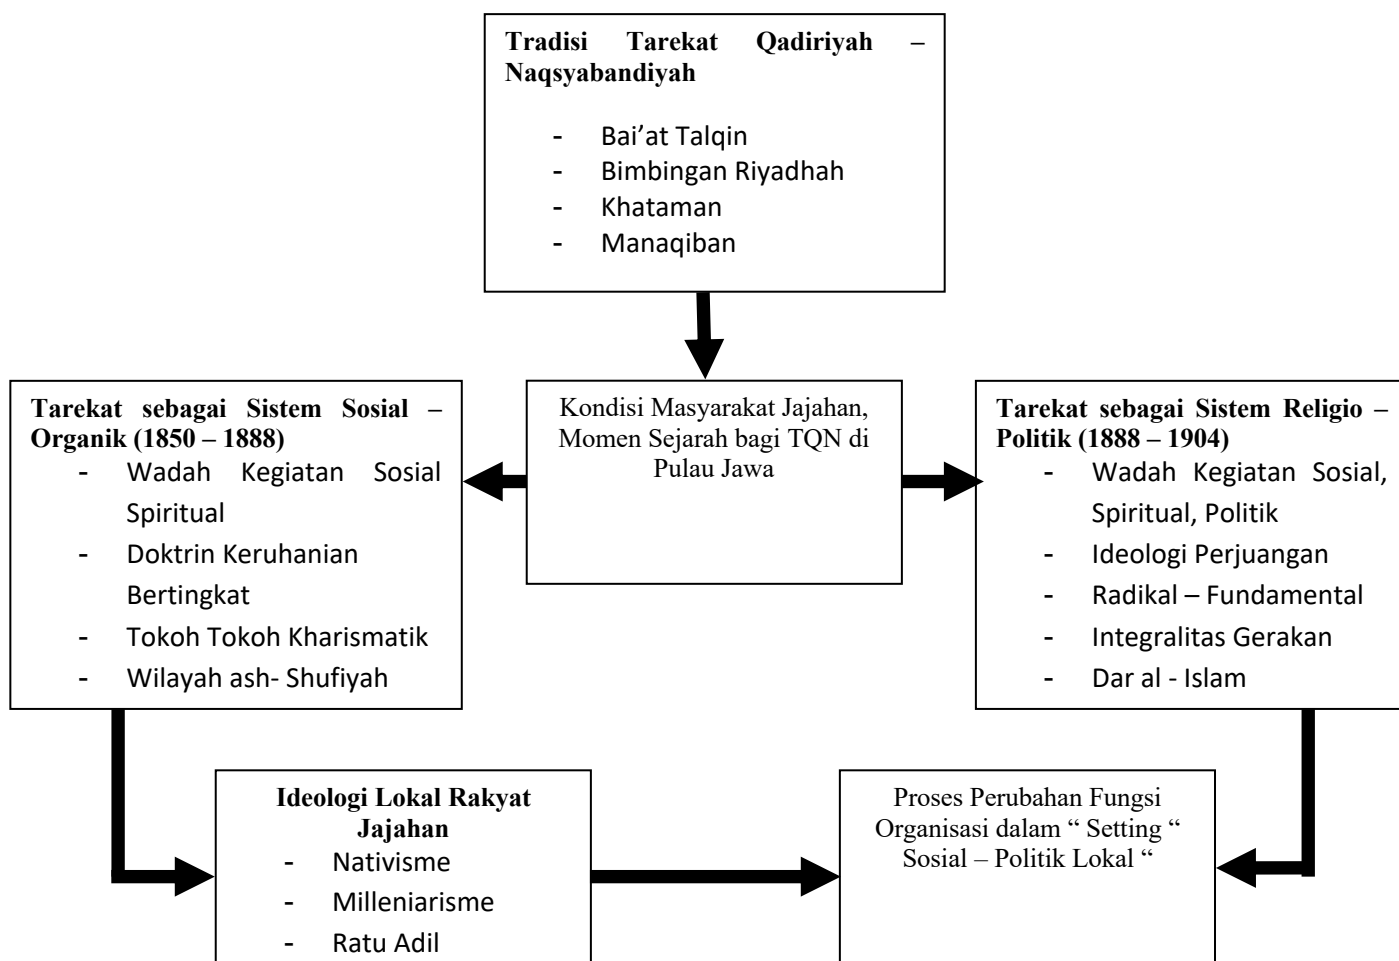 Tradisi Tarekat Qadiriyah –
Naqsyabandiyah
- Bai’at Talqin
- Bimbingan Riyadhah
- Khataman
- Manaqiban
Tarekat sebagai Sistem Sosial –
Organik (1850 – 1888)
- Wadah Kegiatan Sosial
Spiritual
- Doktrin Keruhanian
Bertingkat
- Tokoh Tokoh Kharismatik
- Wilayah ash- Shufiyah
Kondisi Masyarakat Jajahan,
Momen Sejarah bagi TQN di
Pulau Jawa
Tarekat sebagai Sistem Religio –
Politik (1888 – 1904)
- Wadah Kegiatan Sosial,
Spiritual, Politik
- Ideologi Perjuangan
- Radikal – Fundamental
- Integralitas Gerakan
- Dar al - Islam
Ideologi Lokal Rakyat
Jajahan
- Nativisme
- Milleniarisme
- Ratu Adil
Proses Perubahan Fungsi
Organisasi dalam “ Setting “
Sosial – Politik Lokal “